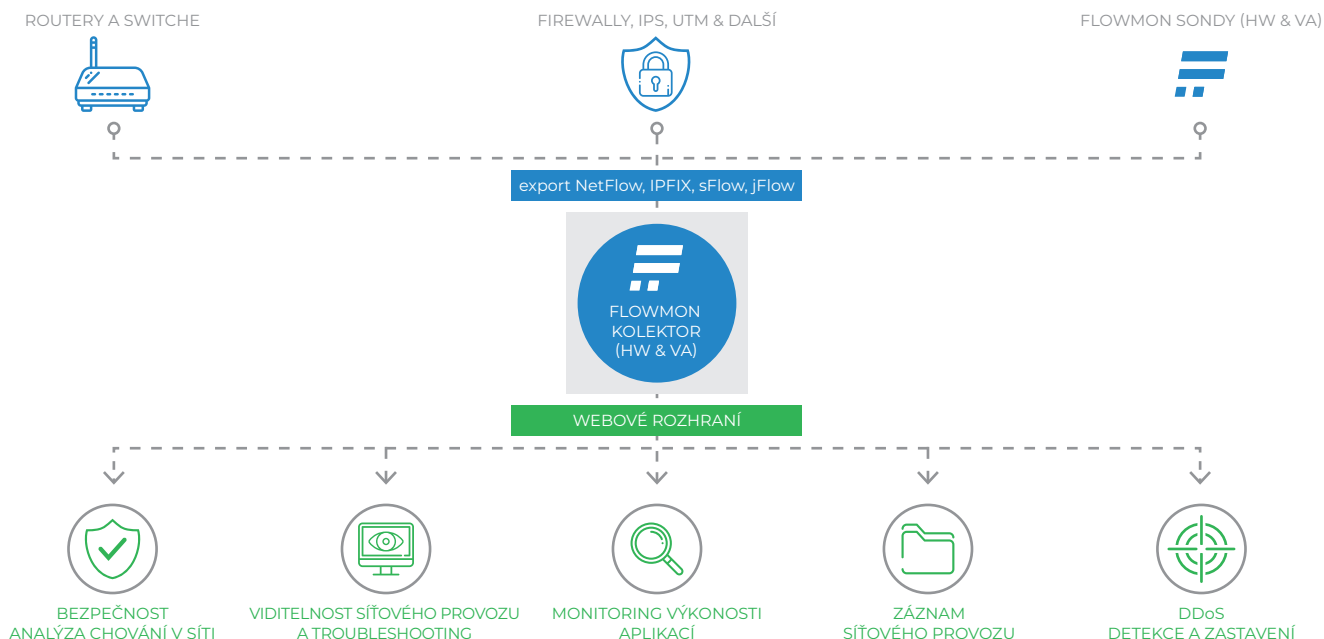 ROUTERY A SWITCHE
FIREWALLY, IPS, UTM & DALŠÍ
FLOWMON SONDY (HW & VA)
export NetFlow, IPFIX, sFlow, jFlow
FLOWMON
KOLEKTOR
(HW & VA)
WEBOVÉ ROZHRANÍ
BEZPEČNOST
ANALÝZA CHOVÁNÍ V SÍTI
VIDITELNOST SÍŤOVÉHO PROVOZU
A TROUBLESHOOTING
MONITORING VÝKONOSTI
APLIKACÍ
ZÁZNAM
SÍŤOVÉHO PROVOZU
DDoS
DETEKCE A ZASTAVENÍ